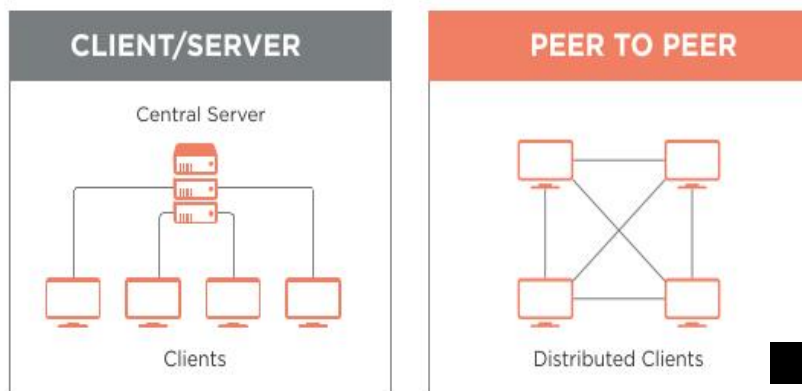 CLIENT/SERVER
Central Server
Clients
PEER TO PEER
Distributed Clients